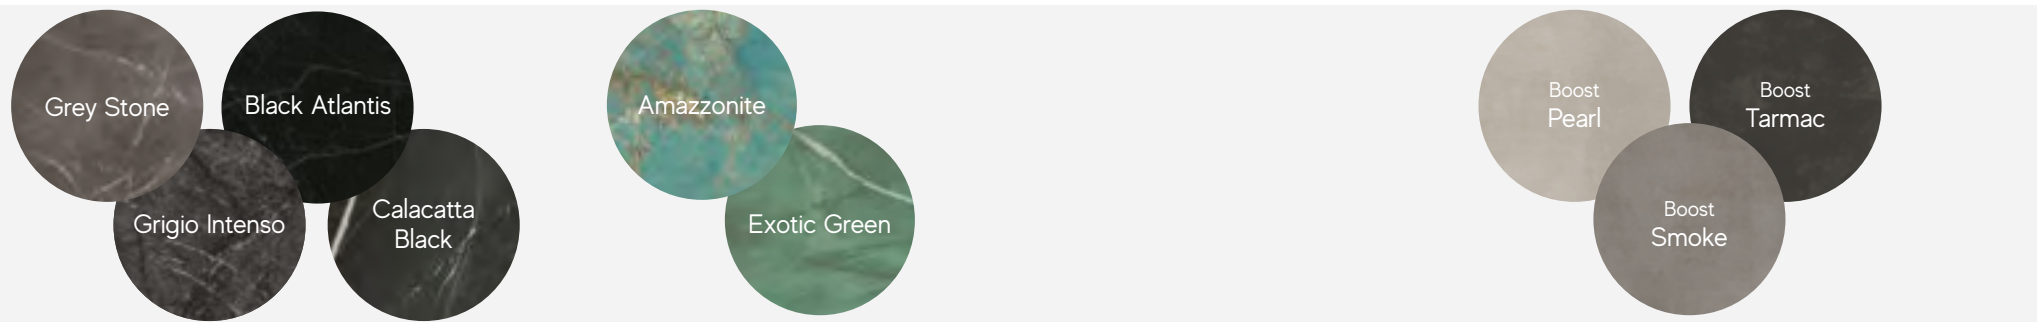 Grey Stone
Black Atlantis
Grigio Intenso
Calacatta
Black
Amazzonite
Exotic Green
Boost
Pearl
Boost
Tarmac
Boost
Smoke